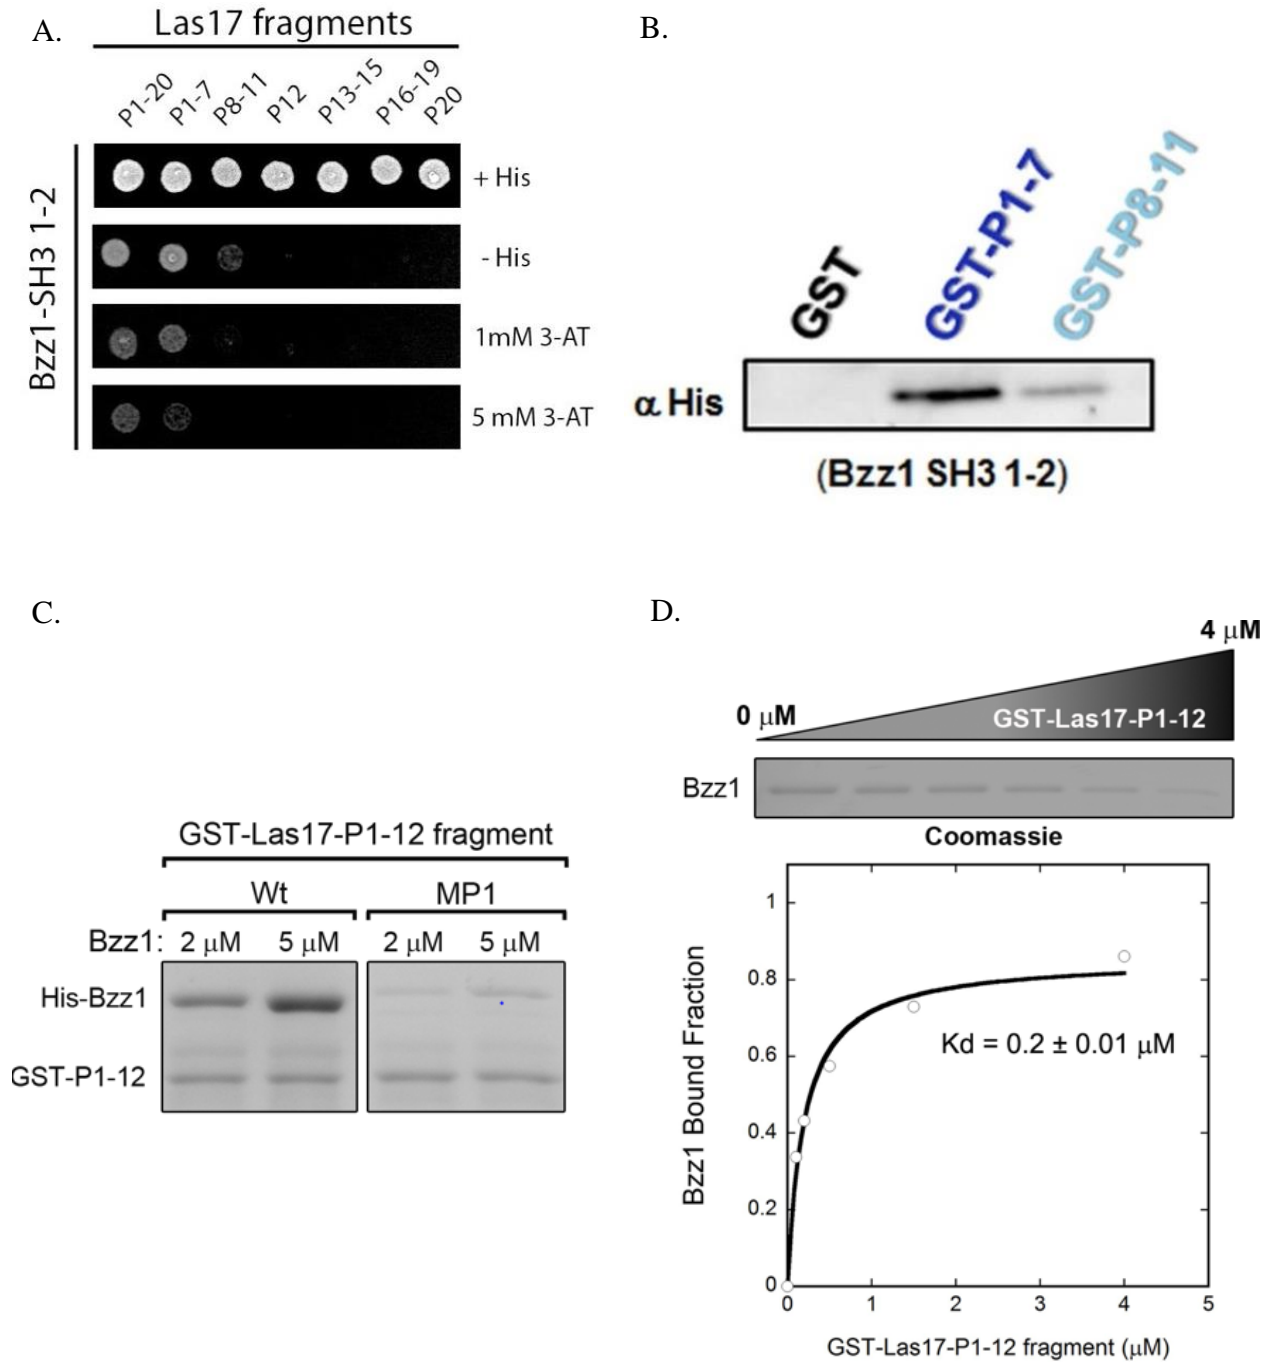 A.
Las17 fragments
P1-20 P1-7 P8-11 P12 P13-15 P16-19 P20
Bzz1-SH3 1-2
+ His
- His
1mM 3-AT
5 mM 3-AT
B.
GST GST-P1-7 GST-P8-11
α His
(Bzz1 SH3 1-2)
C.
GST-Las17-P1-12 fragment
Wt MP1
Bzz1: 2 μM 5 μM 2 μM 5 μM
His-Bzz1
GST-P1-12
D.
4 μM
0 μM
GST-Las17-P1-12
Bzz1
Coomassie
Bzz1 Bound Fraction
1
0.8
0.6
0.4
0.2
0
Kd = 0.2 ± 0.01 μM
0 1 2 3 4 5
GST-Las17-P1-12 fragment (μM)